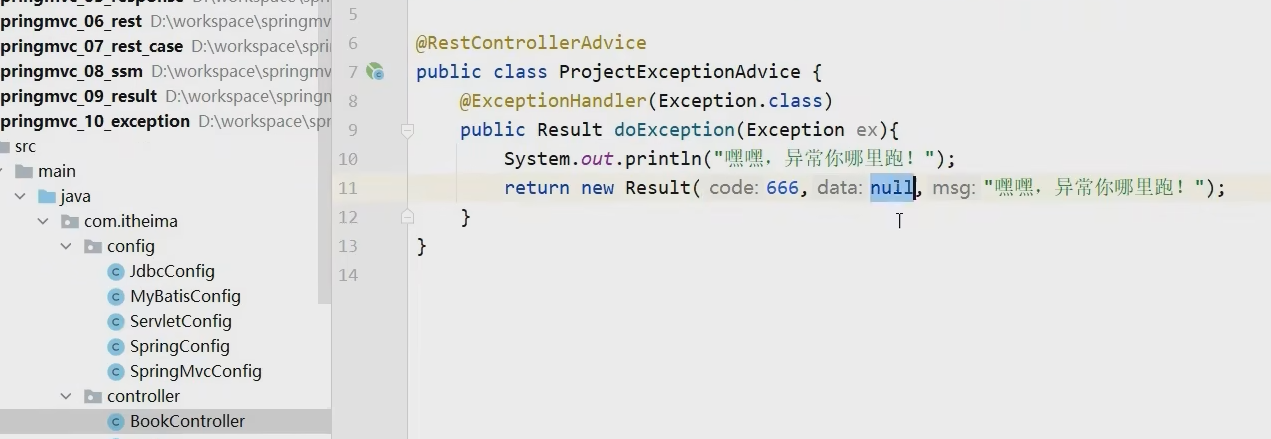 pringmvc_06_rest D:\workspace\springmv
pringmvc_07_rest_case D:\workspace\spri
pringmvc_08_ssm D:\workspace\springmv
pringmvc_09_result D:\workspace\springn
pringmvc_10_exception D:\workspace\spr
src
main
java
com.itheima
config
JdbcConfig
MyBatisConfig
ServletConfig
SpringConfig
SpringMvcConfig
controller
BookController
5
6 @RestControllerAdvice
7 public class ProjectExceptionAdvice {
8 @ExceptionHandler(Exception.class)
9 public Result doException(Exception ex){
10 System.out.println("嘿嘿，异常你哪里跑！");
11 return new Result( code: 666, data: null, msg: "嘿嘿，异常你哪里跑！");
12 }
13 }
14